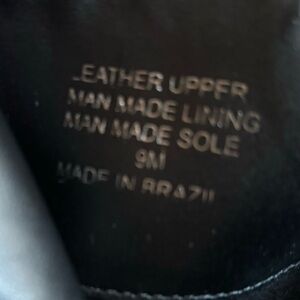 LEATHER UPPER
MAN MADE LINING
MAN MADE SOLE
9M
MADE IN BRAZIL